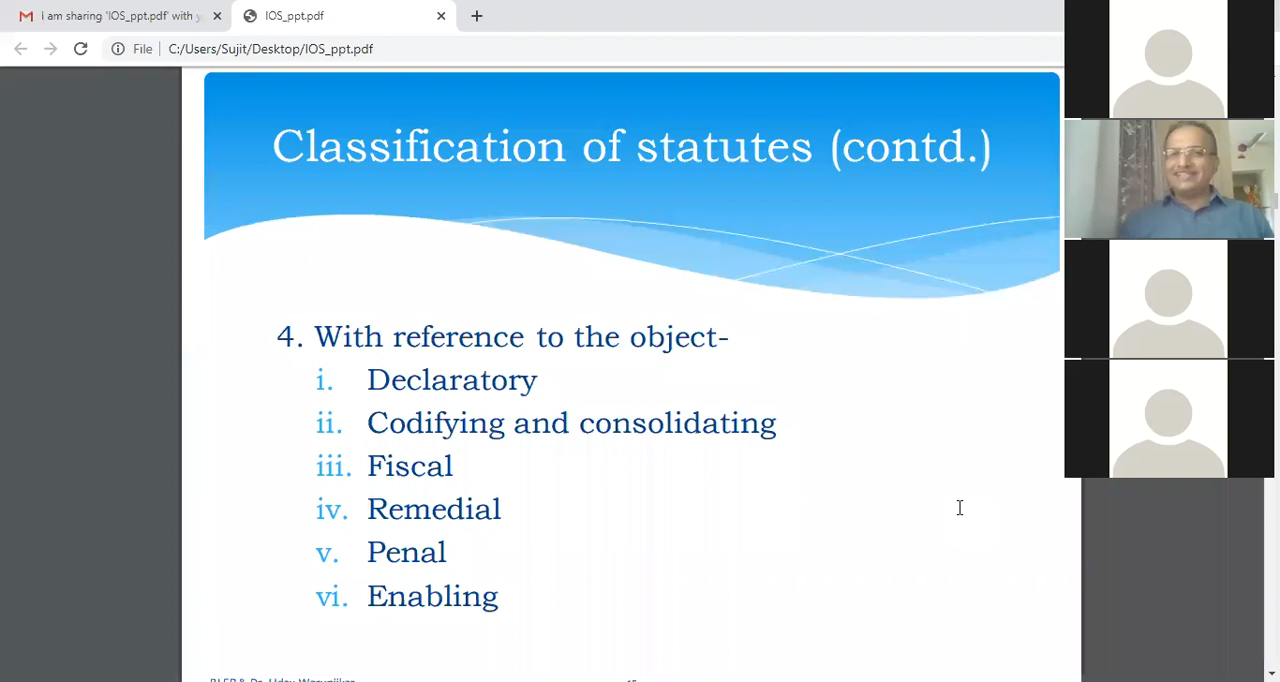 I am sharing 'IOS_ppt.pdf' with
IOS_ppt.pdf
File
C:/Users/Sujit/Desktop/IOS_ppt.pdf
Classification of statutes (contd.)
4. With reference to the object-
i. Declaratory
ii. Codifying and consolidating
iii. Fiscal
iv. Remedial
v. Penal
vi. Enabling